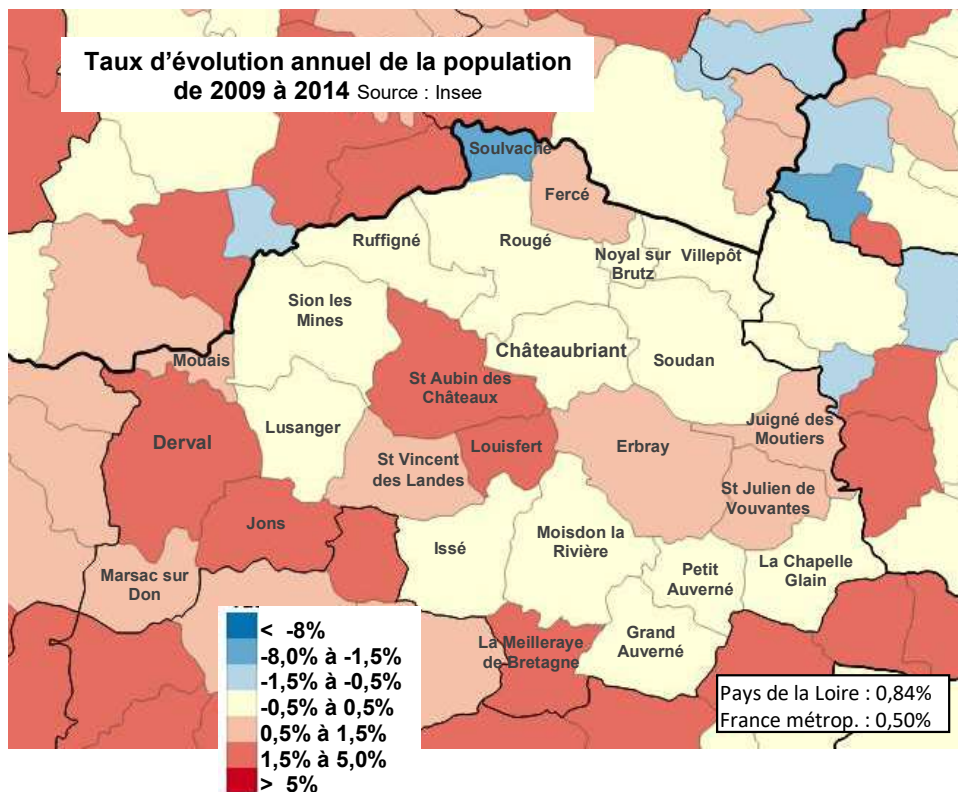 Taux d’évolution annuel de la population
de 2009 à 2014 Source : Insee
Soulvache
Fercé
Ruffigné
Rougé
Noyal sur
Brutz
Villepôt
Sion les
Mines
Châteaubriant
Soudan
Mouais
St Aubin des
Châteaux
Lusanger
Derval
Juigné des
Moutiers
Louisfert
Erbray
St Vincent
des Landes
St Julien de
Vouvantes
Jons
Issé
Moisdon la
Rivière
Marsac sur
Don
Petit
Auverné
La Chapelle
Glain
La Meilleraye
de Bretagne
Grand
Auverné
< -8%
-8,0% à -1,5%
-1,5% à -0,5%
-0,5% à 0,5%
0,5% à 1,5%
1,5% à 5,0%
> 5%
Pays de la Loire : 0,84%
France métrop. : 0,50%